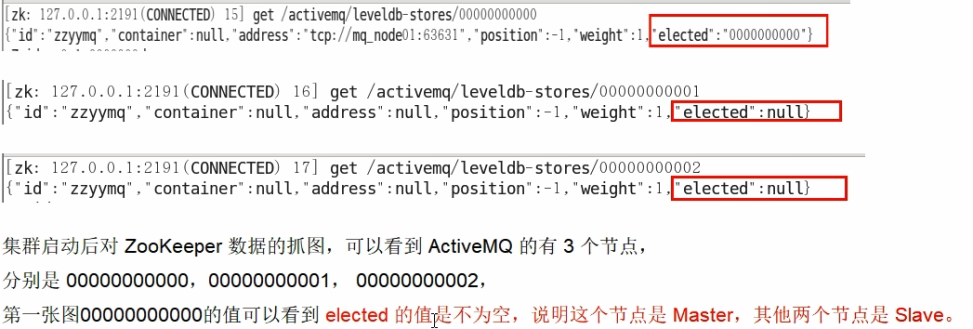 [zk: 127.0.0.1:2191(CONNECTED) 15] get /activemq/leveldb-stores/00000000000
{"id":"zzyymq","container":null,"address":"tcp://mq_node01:63631","position":-1,"weight":1,"elected":"0000000000"}
[zk: 127.0.0.1:2191(CONNECTED) 16] get /activemq/leveldb-stores/00000000001
{"id":"zzyymq","container":null,"address":null,"position":-1,"weight":1,"elected":null}
[zk: 127.0.0.1:2191(CONNECTED) 17] get /activemq/leveldb-stores/00000000002
{"id":"zzyymq","container":null,"address":null,"position":-1,"weight":1,"elected":null}
集群启动后对 ZooKeeper 数据的抓图，可以看到 ActiveMQ 的有 3 个节点，
分别是 00000000000，00000000001， 00000000002，
第一张图00000000000的值可以看到 elected 的值是不为空，说明这个节点是 Master，其他两个节点是 Slave。